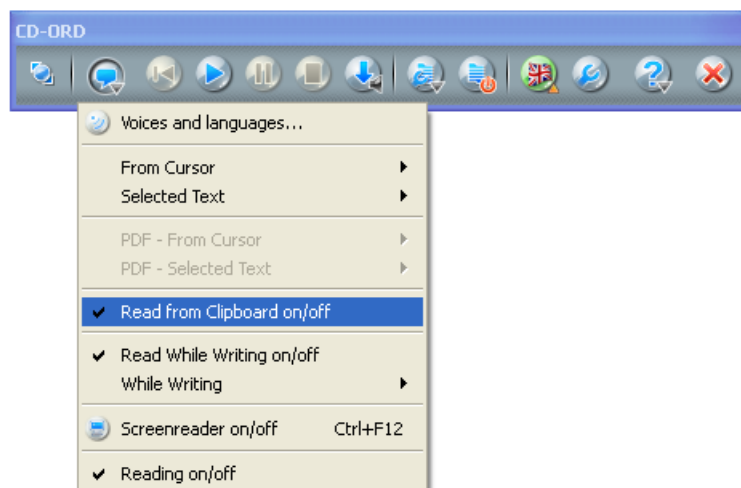 CD-ORD
Voices and languages...
From Cursor
Selected Text
PDF - From Cursor
PDF - Selected Text
Read from Clipboard on/off
Read While Writing on/off
While Writing
Screenreader on/off Ctrl+F12
Reading on/off